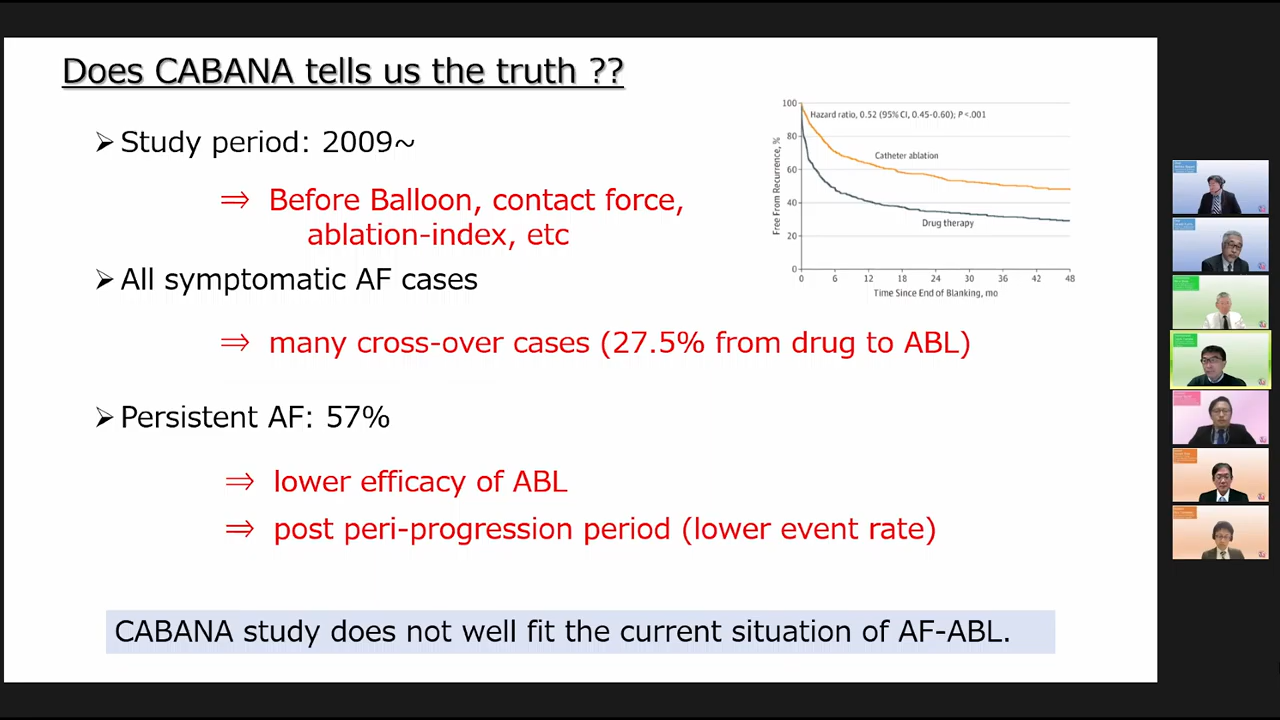 Does CABANA tells us the truth ??
➢Study period: 2009~
⇒ Before Balloon, contact force,
ablation-index, etc
➢All symptomatic AF cases
⇒ many cross-over cases (27.5% from drug to ABL)
➢Persistent AF: 57%
⇒ lower efficacy of ABL
⇒ post peri-progression period (lower event rate)
CABANA study does not well fit the current situation of AF-ABL.
Hazard ratio, 0.52 (95% CI, 0.45-0.60); P <.001
Catheter ablation
Drug therapy
Free From Recurrence, %
100
80
60
40
20
0
0 6 12 18 24 30 36 42 48
Time Since End of Blanking, mo